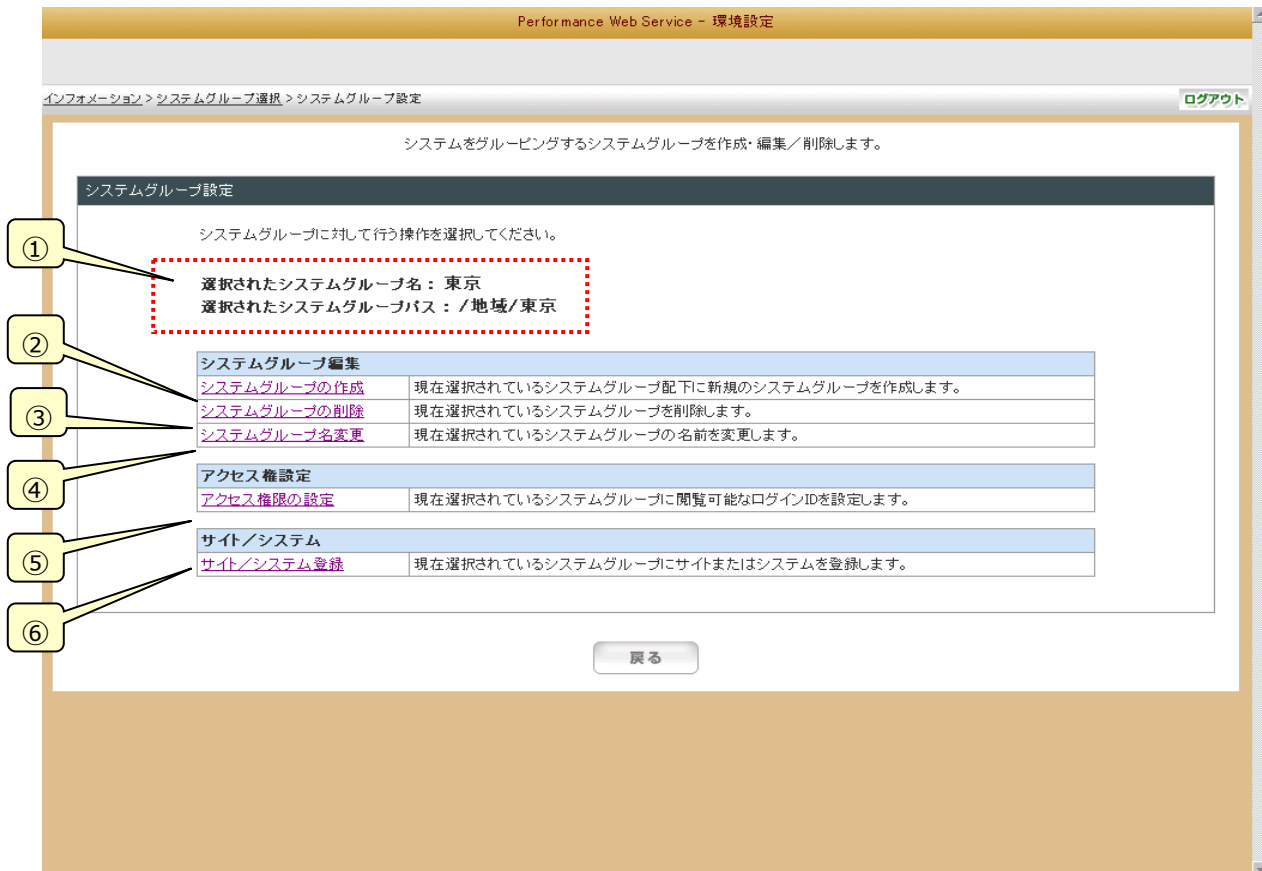 Performance Web Service - 環境設定
インフォメーション > システムグループ選択 > システムグループ設定
ログアウト
システムをグルーピングするシステムグループを作成・編集／削除します。
システムグループ設定
①
システムグループに対して行う操作を選択してください。
選択されたシステムグループ名： 東京
選択されたシステムグループパス：/地域/東京
②
システムグループ編集
システムグループの作成 現在選択されているシステムグループ配下に新規のシステムグループを作成します。
③
システムグループの削除 現在選択されているシステムグループを削除します。
システムグループ名変更 現在選択されているシステムグループの名前を変更します。
④
アクセス権設定
アクセス権限の設定 現在選択されているシステムグループに閲覧可能なログインIDを設定します。
⑤
サイト／システム
サイト／システム登録 現在選択されているシステムグループにサイトまたはシステムを登録します。
⑥
戻る